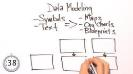 Data Modeling
Symbols → Maps
Text → Org Charts
Blueprints
38